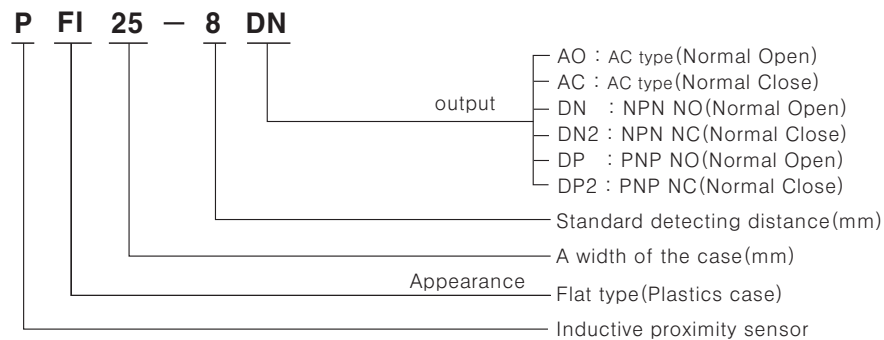 P FI 25 － 8 DN
AO : AC type(Normal Open)
AC : AC type(Normal Close)
output
DN : NPN NO(Normal Open)
DN2 : NPN NC(Normal Close)
DP : PNP NO(Normal Open)
DP2 : PNP NC(Normal Close)
Standard detecting distance(mm)
A width of the case(mm)
Appearance
Flat type(Plastics case)
Inductive proximity sensor